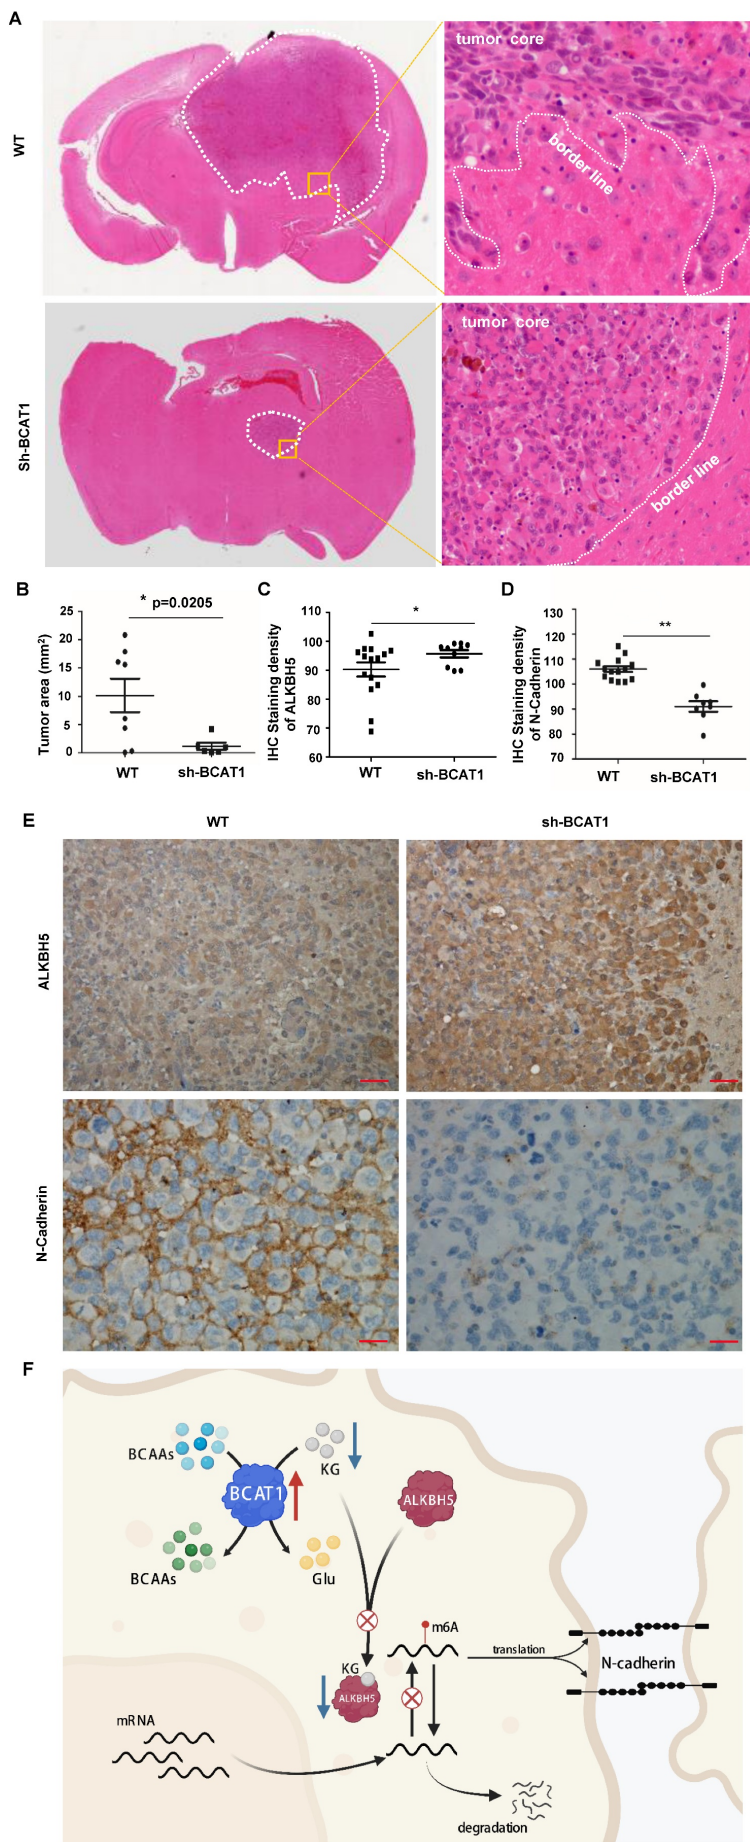 A
WT
tumor core
border line
Sh-BCAT1
tumor core
border line
B
* p=0.0205
Tumor area (mm²)
25
20
15
10
5
0
WT
sh-BCAT1
C
*
IHC Staining density
of ALKBH5
110
100
90
80
70
60
WT
sh-BCAT1
D
**
IHC Staining density
of N-Cadherin
130
120
110
100
90
80
70
WT
sh-BCAT1
E
WT
sh-BCAT1
ALKBH5
N-Cadherin
F
BCAAs
KG
BCAT1
ALKBH5
BCAAs
Glu
m6A
translation
N-cadherin
KG
ALKBH5
mRNA
degradation